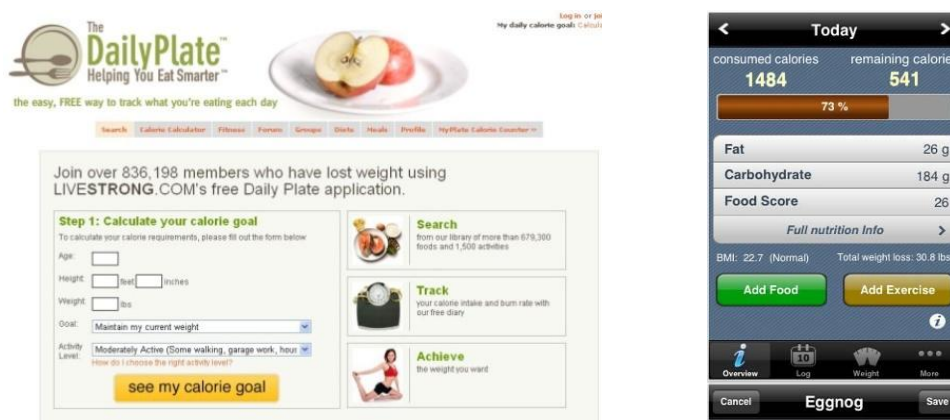 The
DailyPlate™
Helping You Eat Smarter™
the easy, FREE way to track what you're eating each day
Log in or
My daily calorie goal:
Search Calorie Calculator Fitness Forum Groups Diets Meals Profile MyPlate Calorie Counter
Join over 836,198 members who have lost weight using
LIVESTRONG.COM's free Daily Plate application.
Step 1: Calculate your calorie goal
To calculate your calorie requirements, please fill out the form below
Age:
Height: feet inches
Weight: lbs
Goal: Maintain my current weight
Activity
Level:
Moderately Active (Some walking, garage work, hous
How do I choose the right activity level?
see my calorie goal
Search
from our library of more than 679,300
foods and 1,500 activities
Track
your calorie intake and burn rate with
our free diary
Achieve
the weight you want
Today
consumed calories remaining calorie
1484 541
73 %
Fat 26 g
Carbohydrate 184 g
Food Score 26
Full nutrition Info
BMI: 22.7 (Normal) Total weight loss: 30.8 lbs
Add Food Add Exercise
i
i 10
Overview Log Weight More
Cancel Eggnog Save